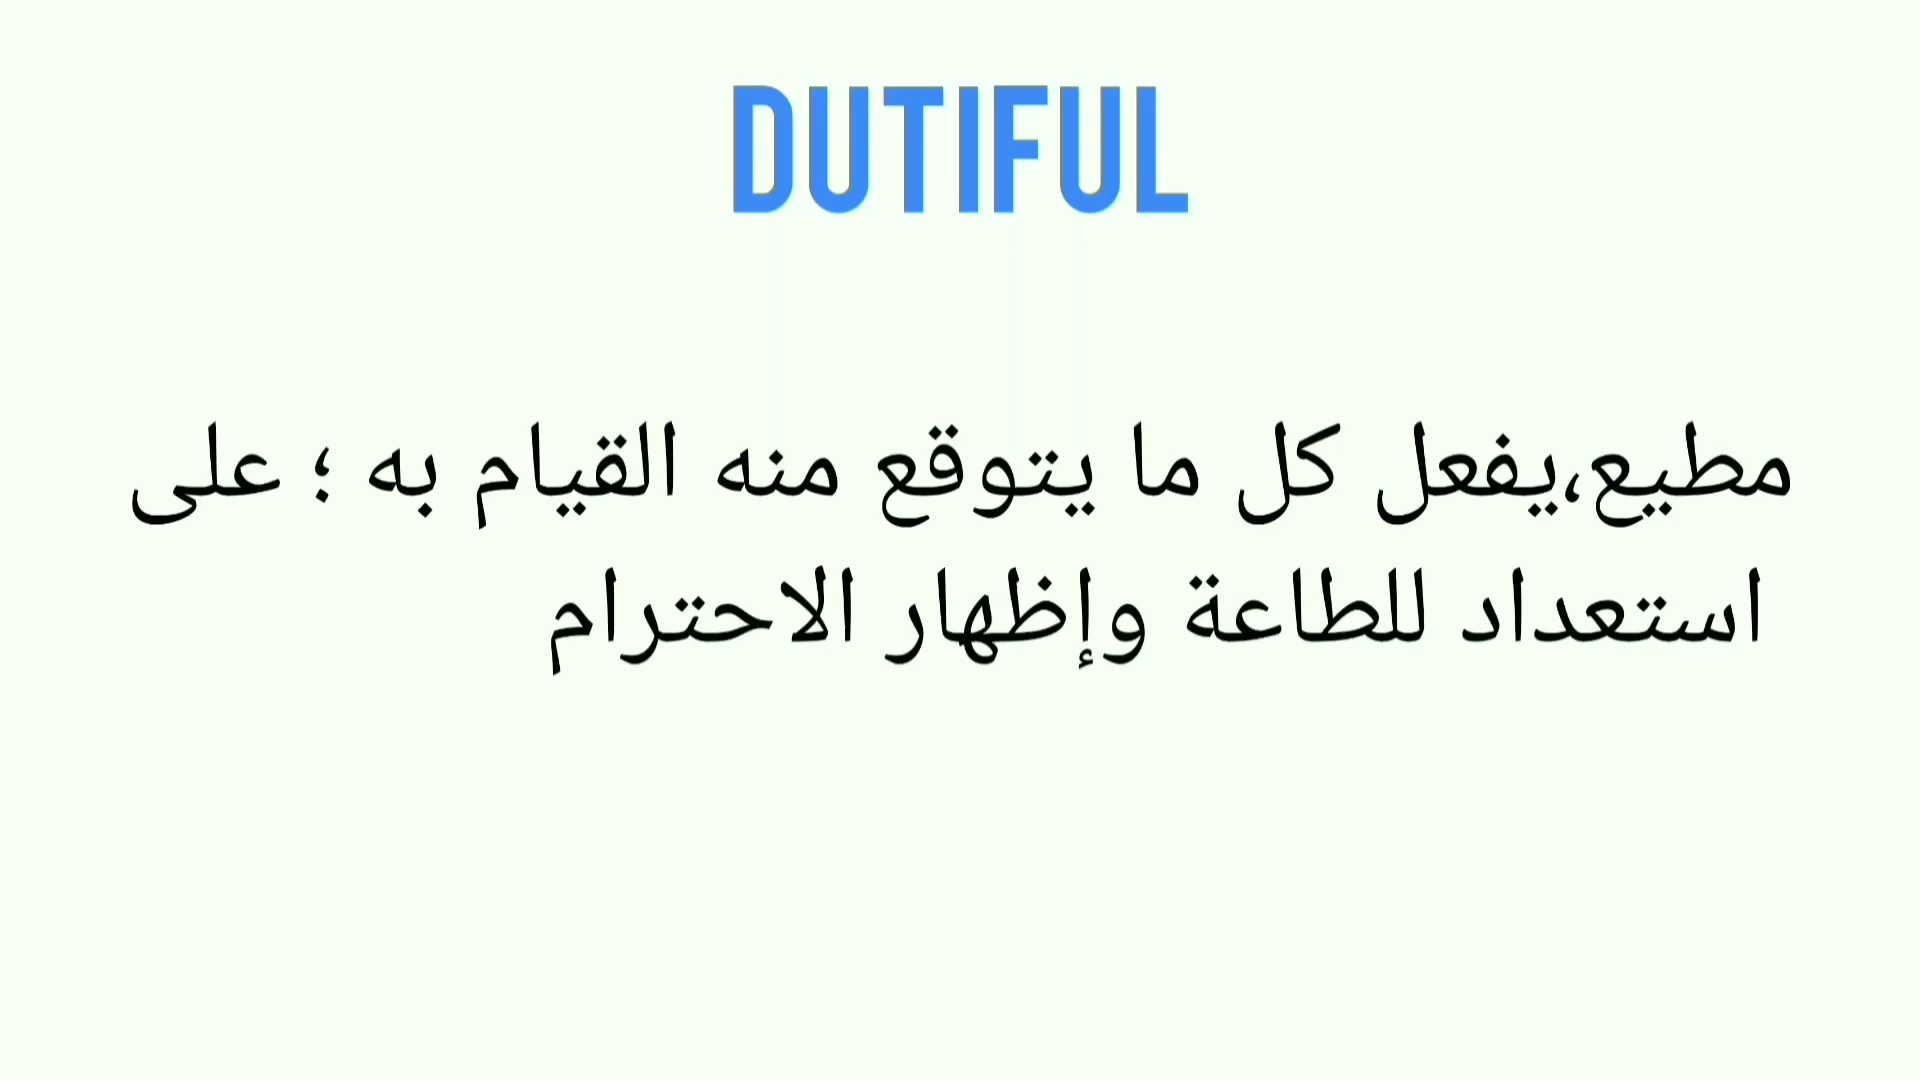 DUTIFUL
مطيع،يفعل كل ما يتوقع منه القيام به ؛ على
استعداد للطاعة وإظهار الاحترام